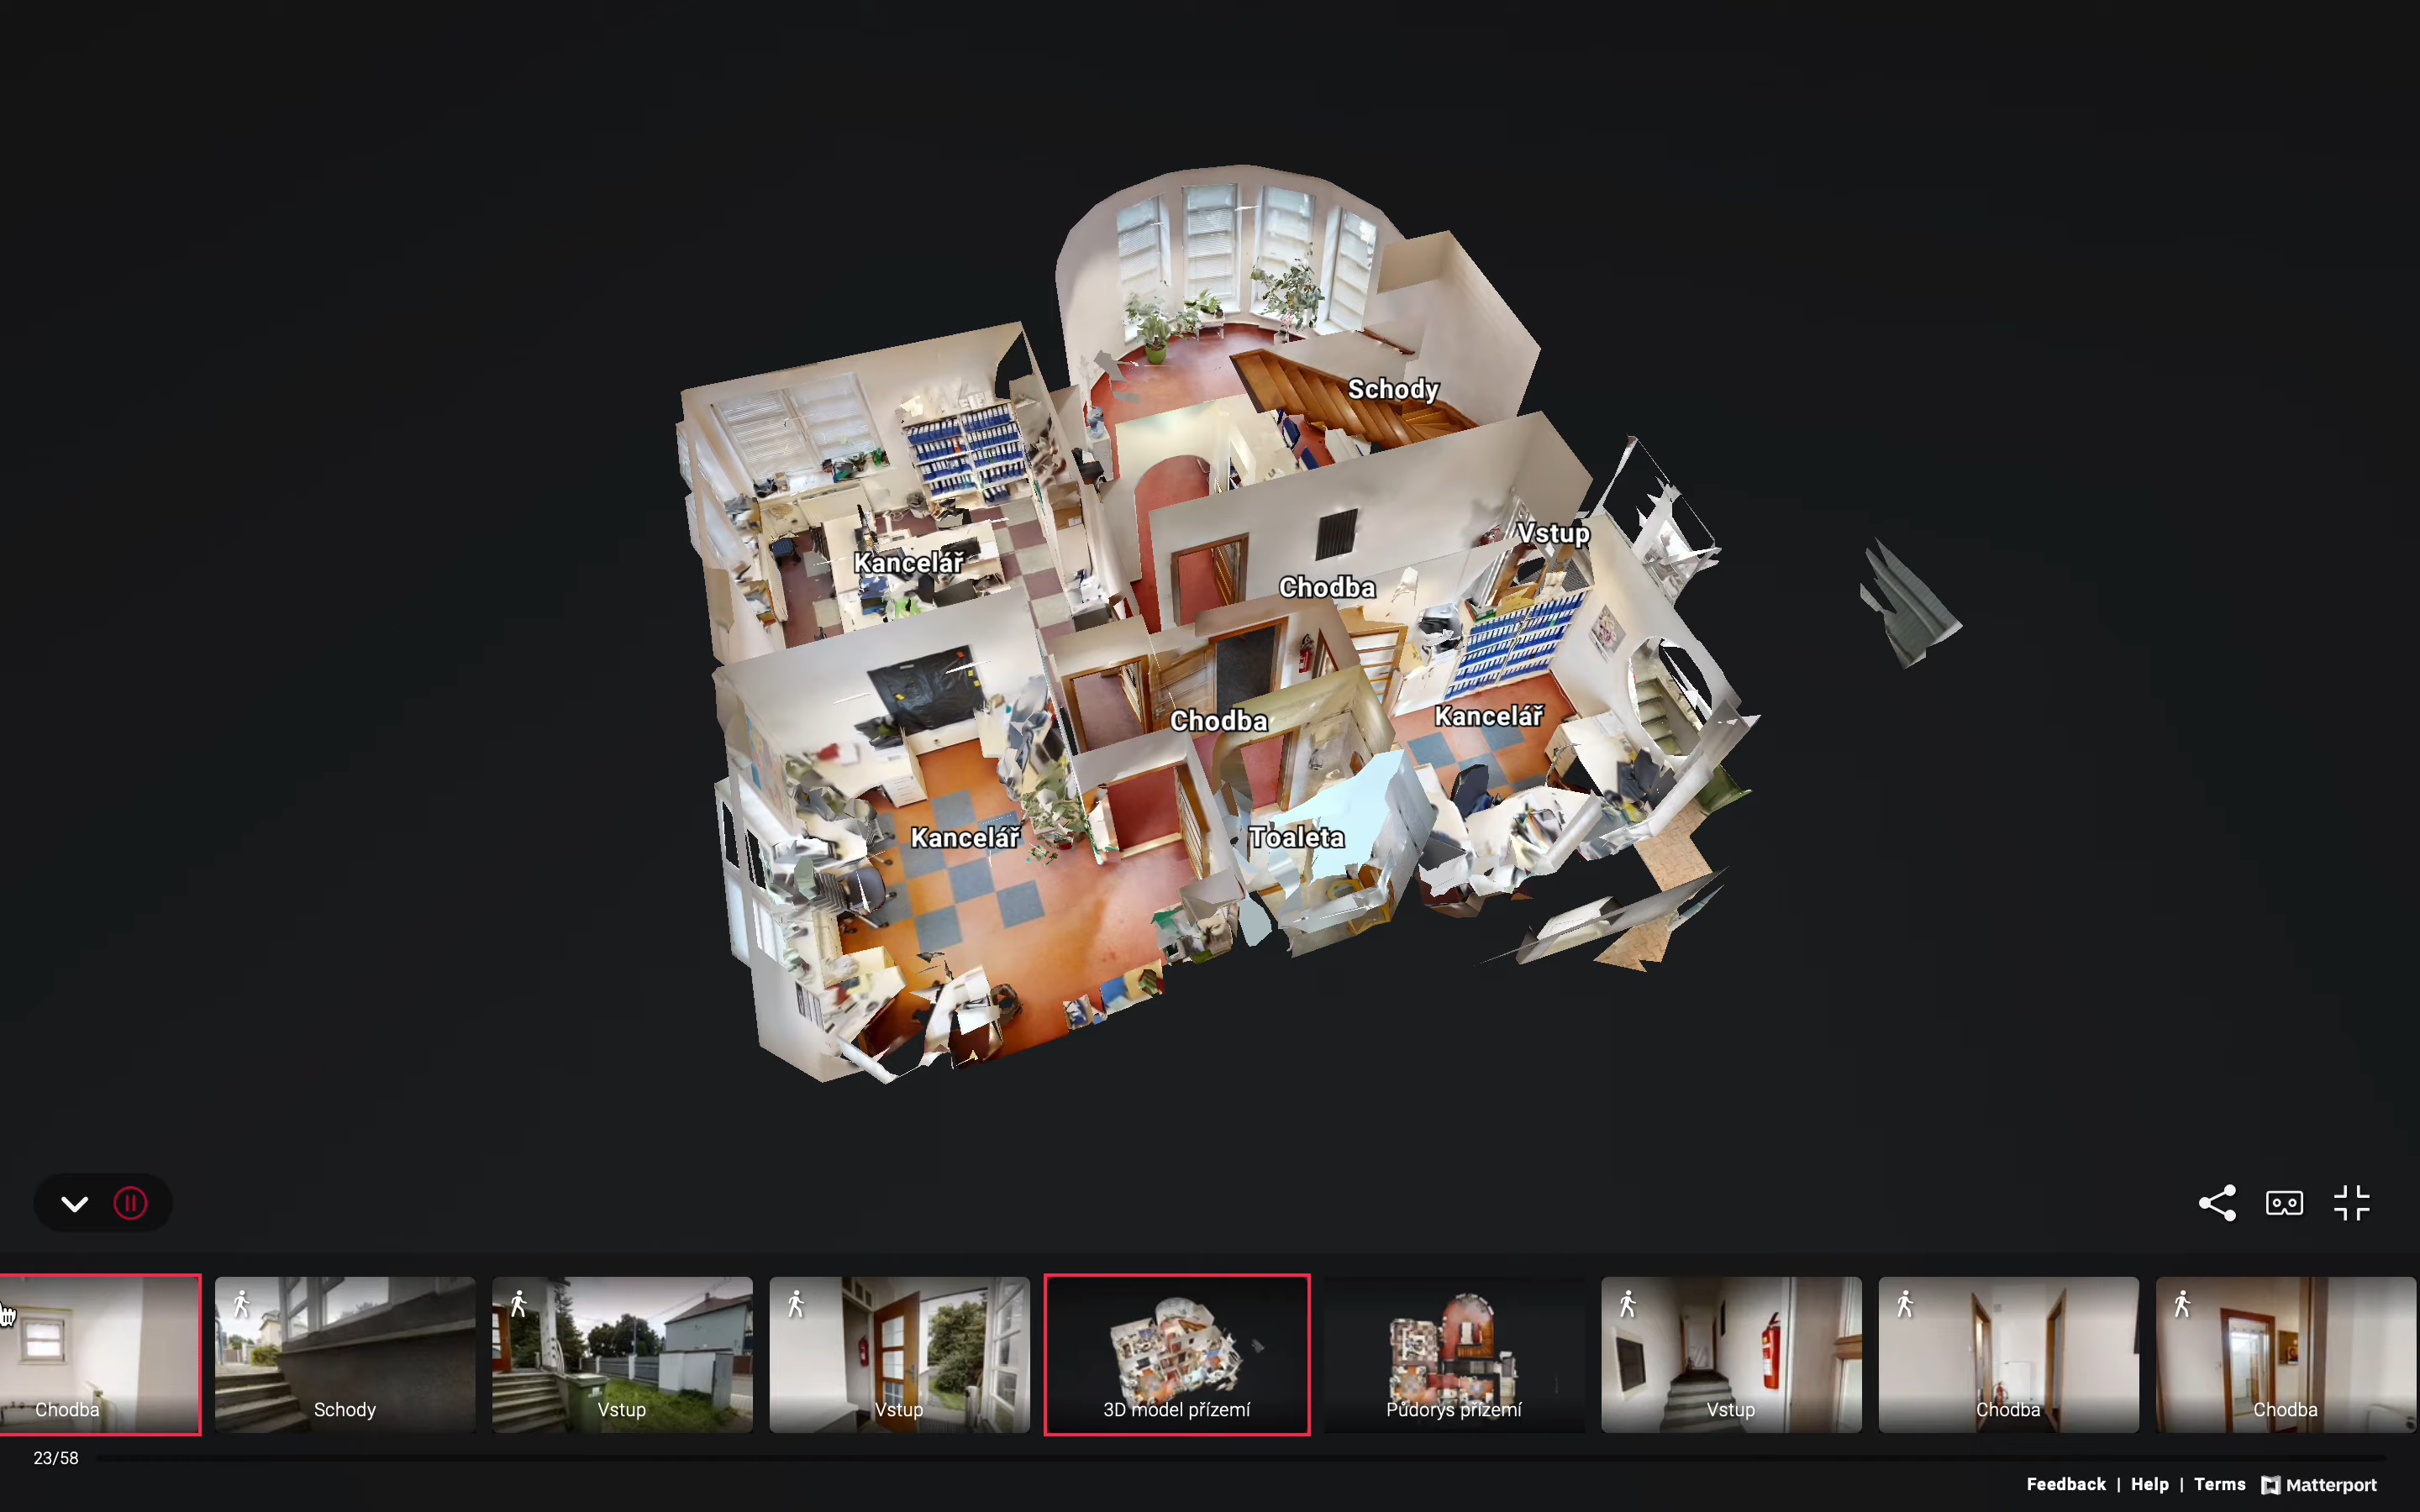 Schody
Vstup
Kancelář
Chodba
Kancelář
Chodba
Kancelář
Toaleta
Chodba
Schody
Vstup
Vstup
3D model přízemí
Půdorys přízemí
Vstup
Chodba
Chodba
23/58
Feedback | Help | Terms Matterport